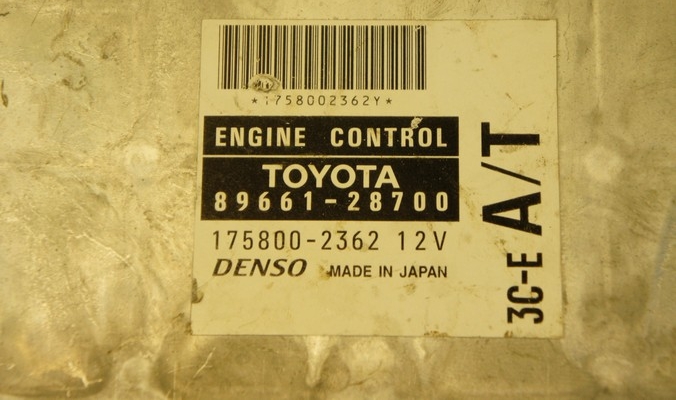 *1758002362Y*
ENGINE CONTROL
TOYOTA
89661-28700
175800-2362 12V
DENSO MADE IN JAPAN
3C-E A/T